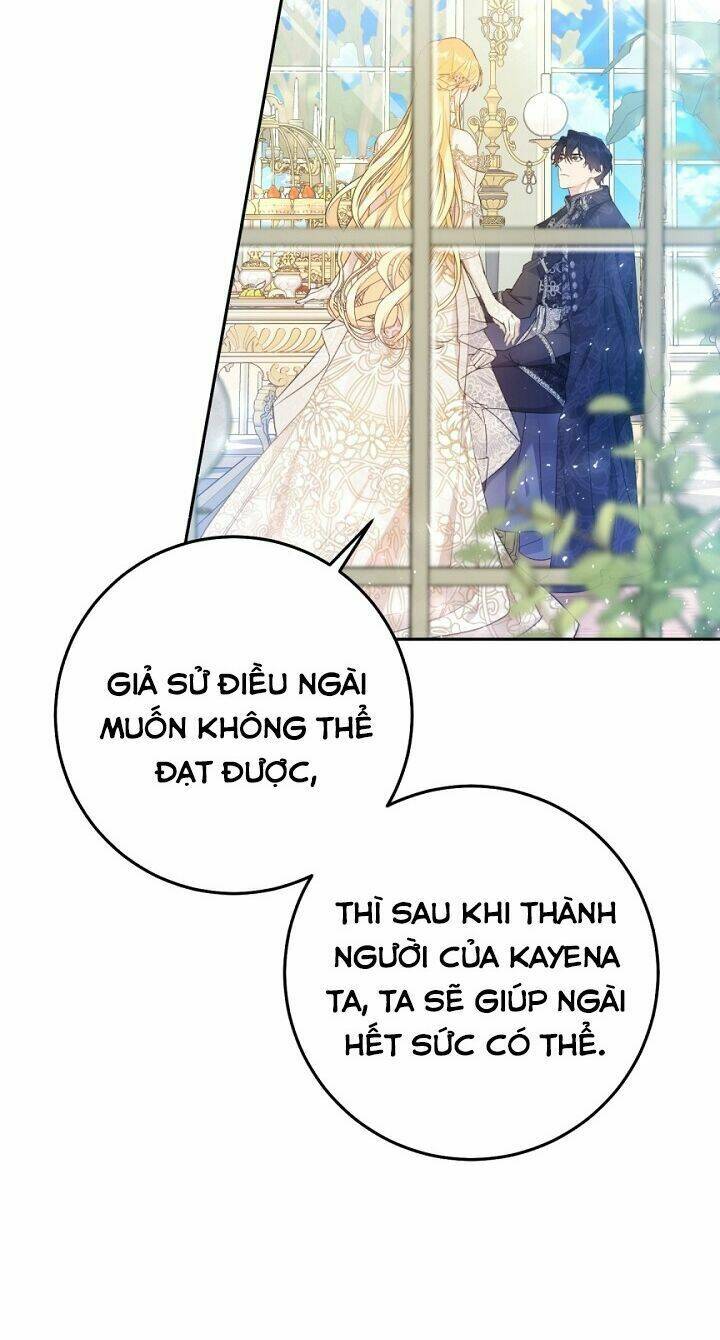 GIẢ SỬ ĐIỀU NGÀI
MUỐN KHÔNG THỂ
ĐẠT ĐƯỢC,
THÌ SAU KHI THÀNH
NGƯỜI CỦA KAYENA
TA, TA SẼ GIÚP NGÀI
HẾT SỨC CÓ THỂ.